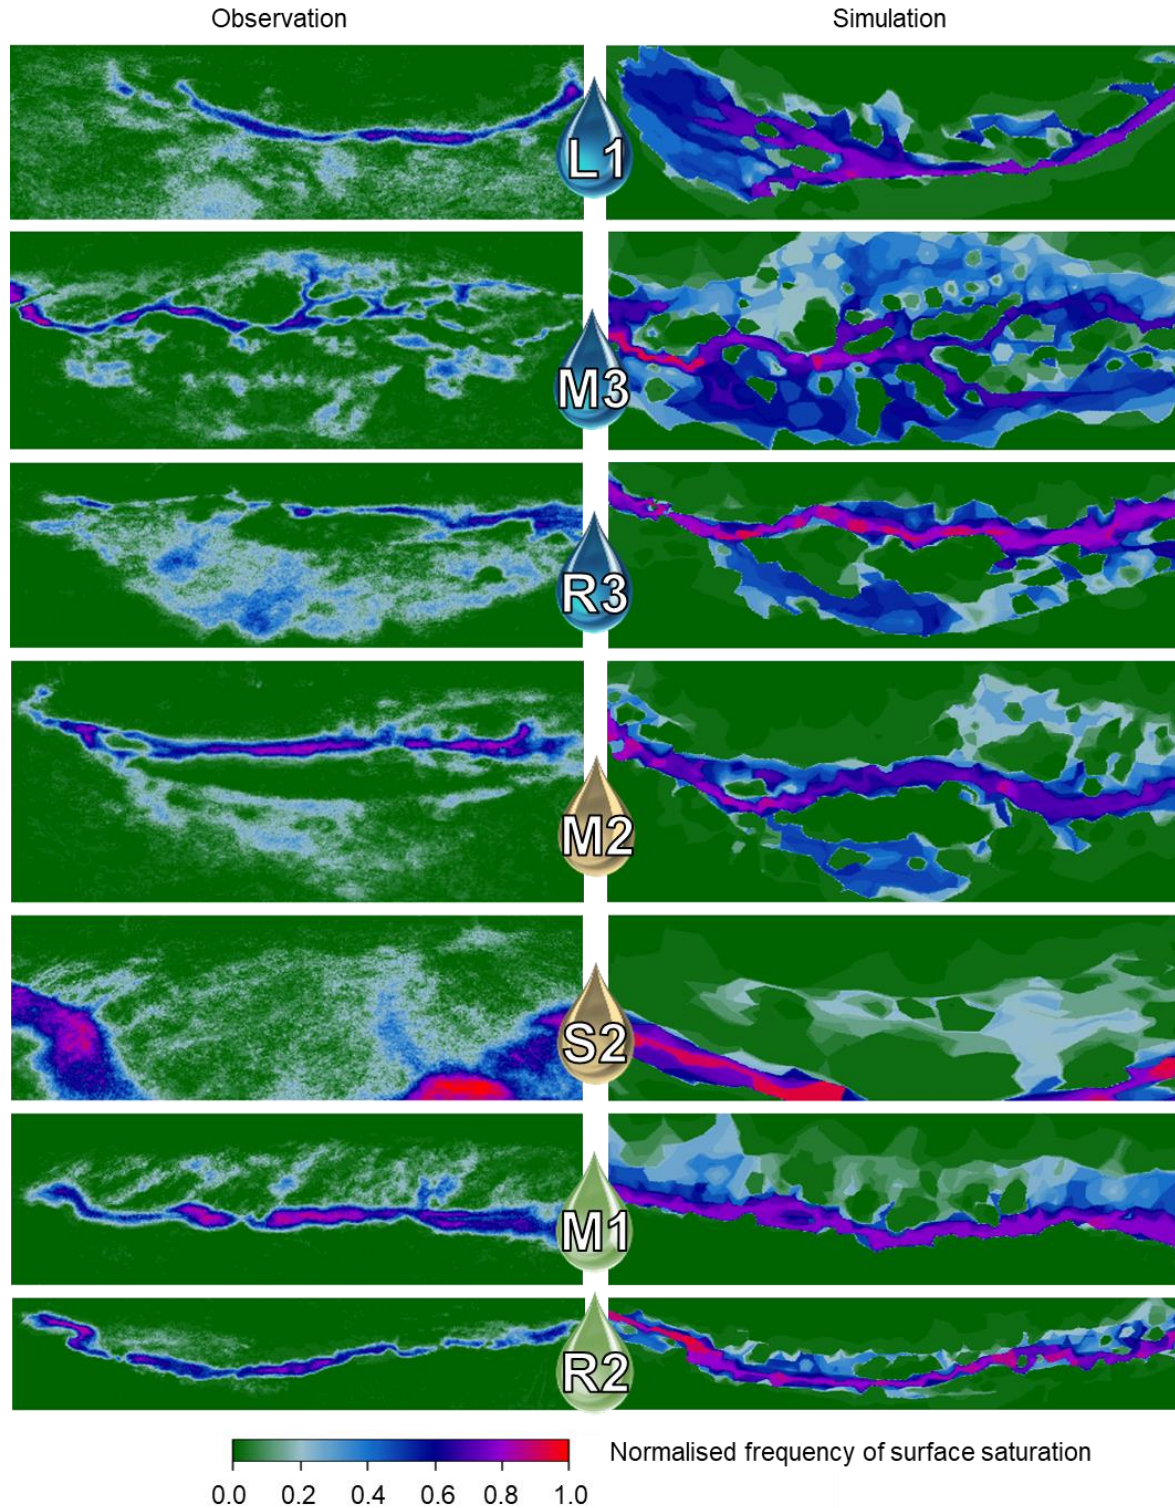 Observation Simulation
L1
M3
R3
M2
S2
M1
R2
Normalised frequency of surface saturation
0.0 0.2 0.4 0.6 0.8 1.0